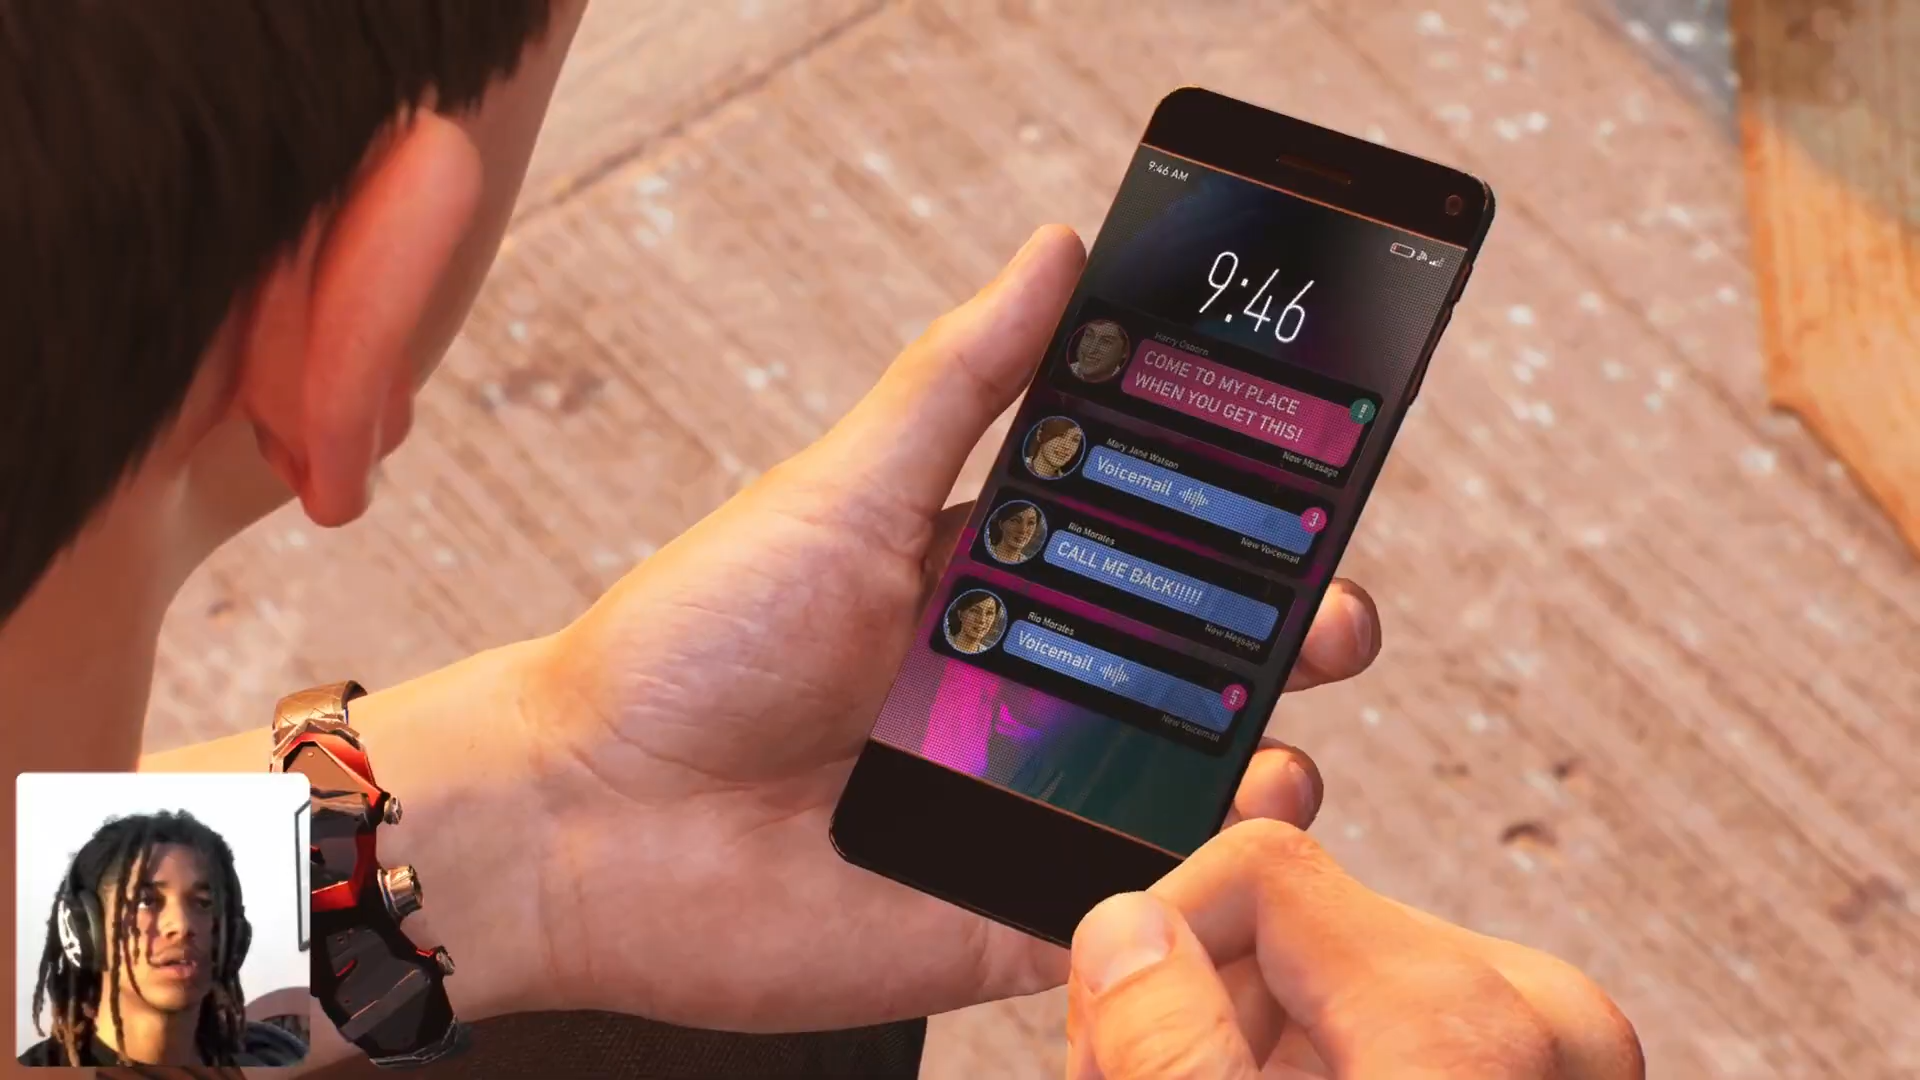 9:46 AM
9:46
Harry Osborn
COME TO MY PLACE
WHEN YOU GET THIS!
New Message
Mary Jane Watson
Voicemail
3
New Voicemail
Rio Morales
CALL ME BACK!!!!!
New Message
Rio Morales
Voicemail
5
New Voicemail